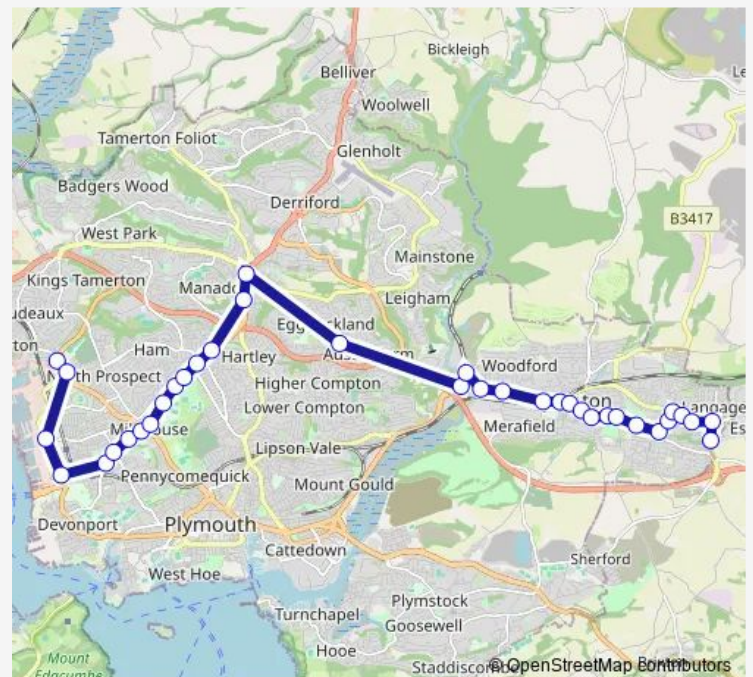 Bickleigh
Belliver
Woolwell
Tamerton Foliot
Glenholt
Badgers Wood
Derriford
B3417
West Park
Mainstone
Kings Tamerton
Leigham
Ham
Hartley
Woodford
Higher Compton
Lower Compton
Merafield
Lipson Vale
Pennycomequick
Mount Gould
Devonport
Plymouth
Cattedown
Sherford
West Hoe
Plymstock
Turnchapel
Goosewell
Hooe
Mount
Edgcumbe
© OpenStreetMap contributors